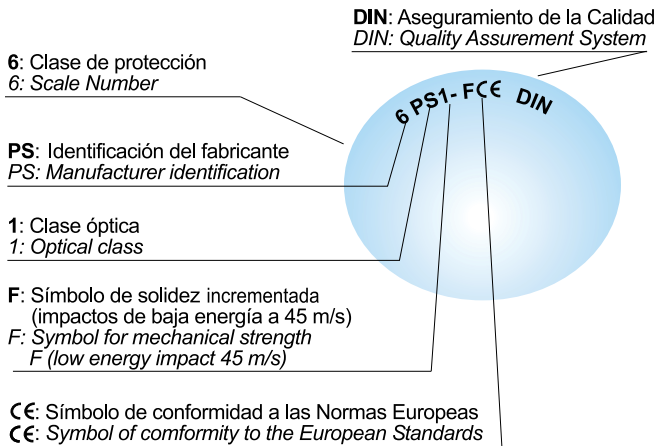 DIN: Aseguramiento de la Calidad
DIN: Quality Assurement System
6: Clase de protección
6: Scale Number
6 PS1- FC€ DIN
PS: Identificación del fabricante
PS: Manufacturer identification
1: Clase óptica
1: Optical class
F: Símbolo de solidez incrementada
(impactos de baja energía a 45 m/s)
F: Symbol for mechanical strength
F (low energy impact 45 m/s)
CE: Símbolo de conformidad a las Normas Europeas
CE: Symbol of comformity to the European Standards